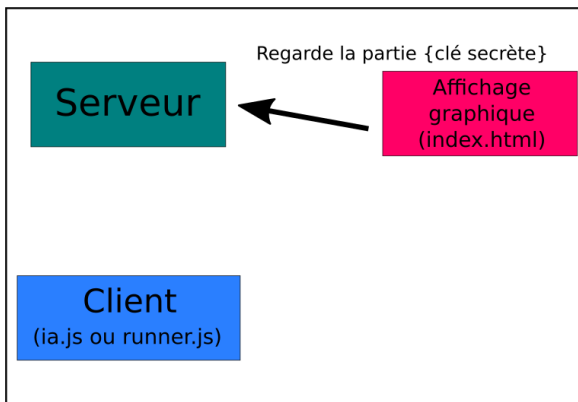 Regarde la partie {clé secrète}
Serveur
Affichage
graphique
(index.html)
Client
(ia.js ou runner.js)